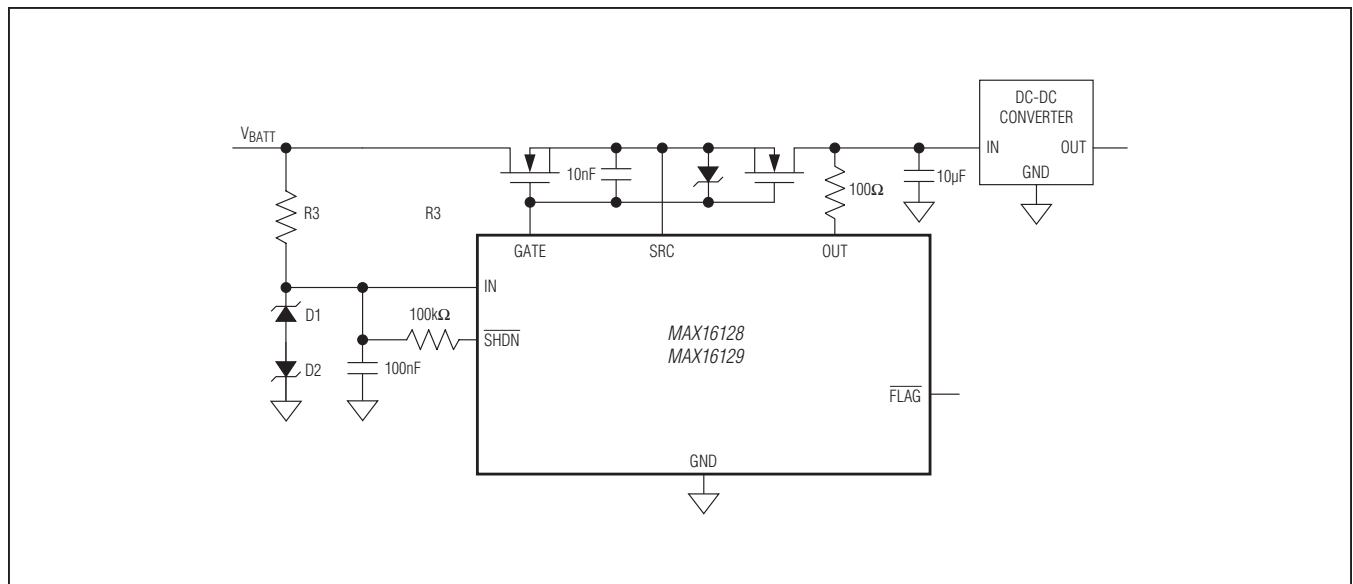 DC-DC
CONVERTER
IN
OUT
GND
VBATT
10nF
100Ω
10µF
R3
R3
GATE
SRC
OUT
IN
D1
100kΩ
SHDN
MAX16128
MAX16129
D2
100nF
FLAG
GND